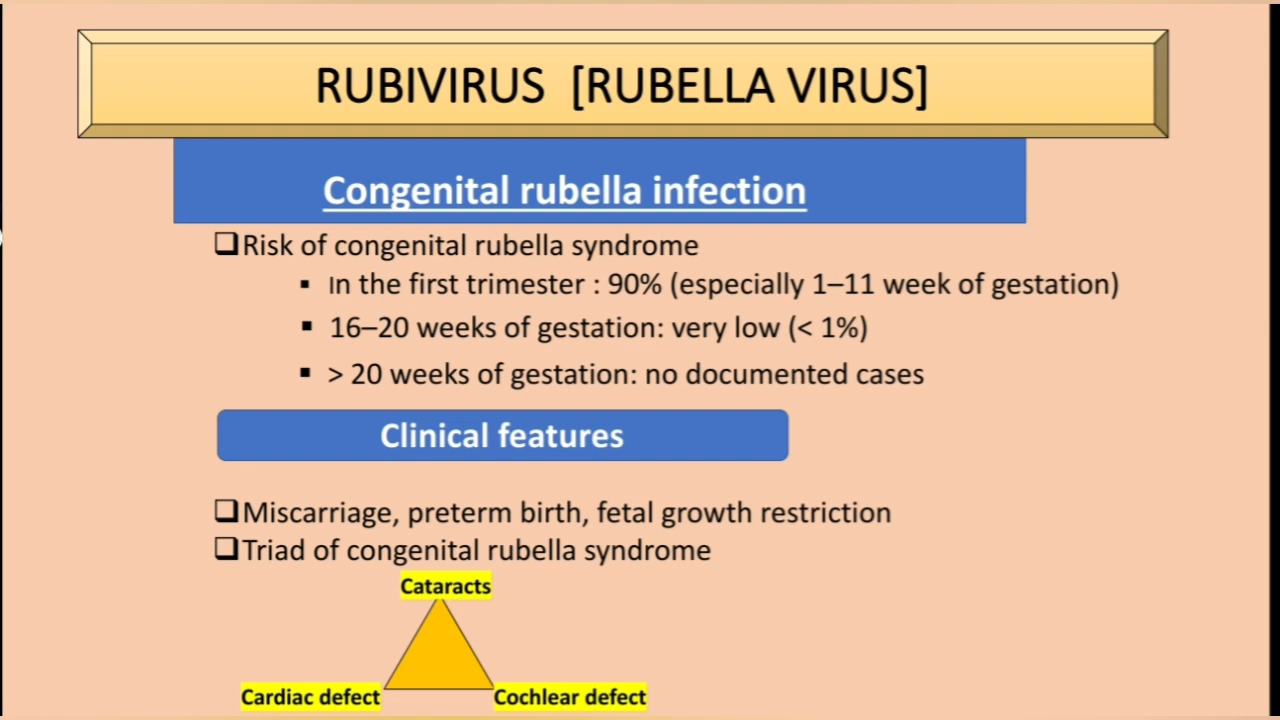 RUBIVIRUS [RUBELLA VIRUS]
Congenital rubella infection
❑Risk of congenital rubella syndrome
▪ In the first trimester : 90% (especially 1–11 week of gestation)
▪ 16–20 weeks of gestation: very low (< 1%)
▪ > 20 weeks of gestation: no documented cases
Clinical features
❑Miscarriage, preterm birth, fetal growth restriction
❑Triad of congenital rubella syndrome
Cataracts
Cardiac defect Cochlear defect